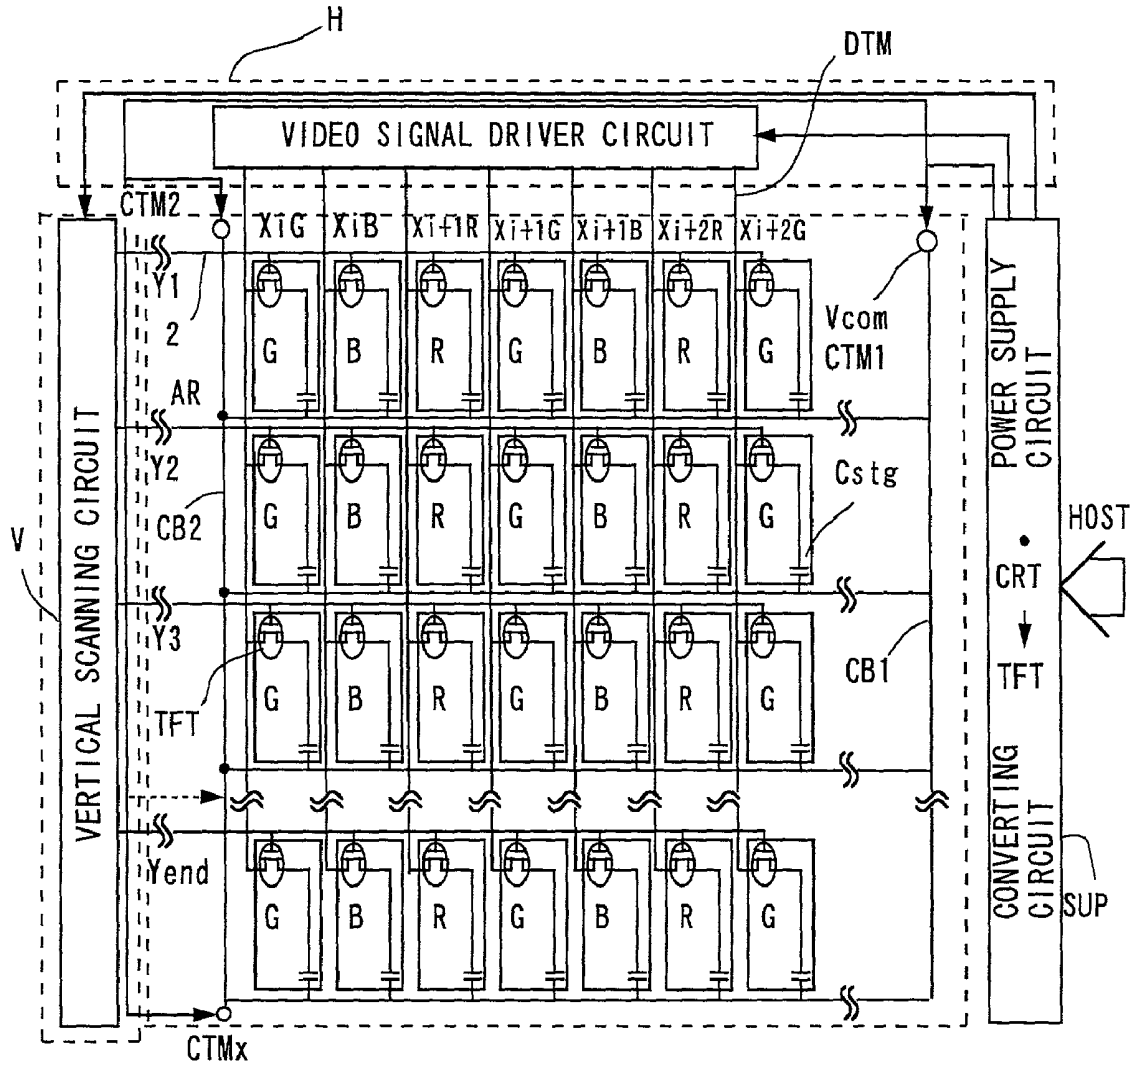 H
DTM
VIDEO SIGNAL DRIVER CIRCUIT
CTM2
XiG XiB Xi+1R Xi+1G Xi+1B Xi+2R Xi+2G
Y1
2
Vcom
CTM1
G B R G B R G
AR
Y2
Cstg
CB2
G B R G B R G
V
VERTICAL SCANNING CIRCUIT
POWER SUPPLY
CIRCUIT
HOST
CRT
TFT
CONVERTING
CIRCUIT
SUP
Y3
CB1
TFT
G B R G B R G
Yend
G B R G B R G
CTMx